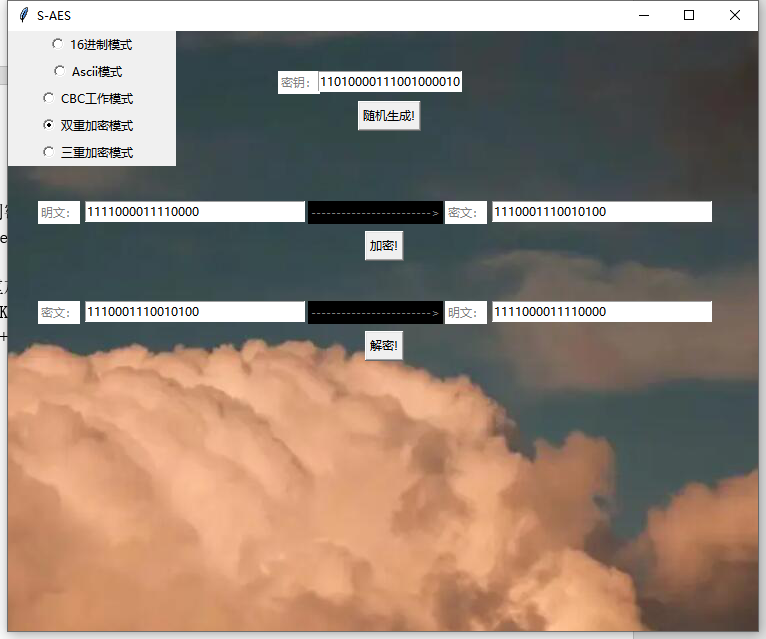 S-AES
16进制模式
Ascii模式
CBC工作模式
双重加密模式
三重加密模式
密钥: 11010000111001000010
随机生成!
明文: 1111000011110000 ---------------------> 密文: 1110001110010100
加密!
密文: 1110001110010100 ---------------------> 明文: 1111000011110000
解密!